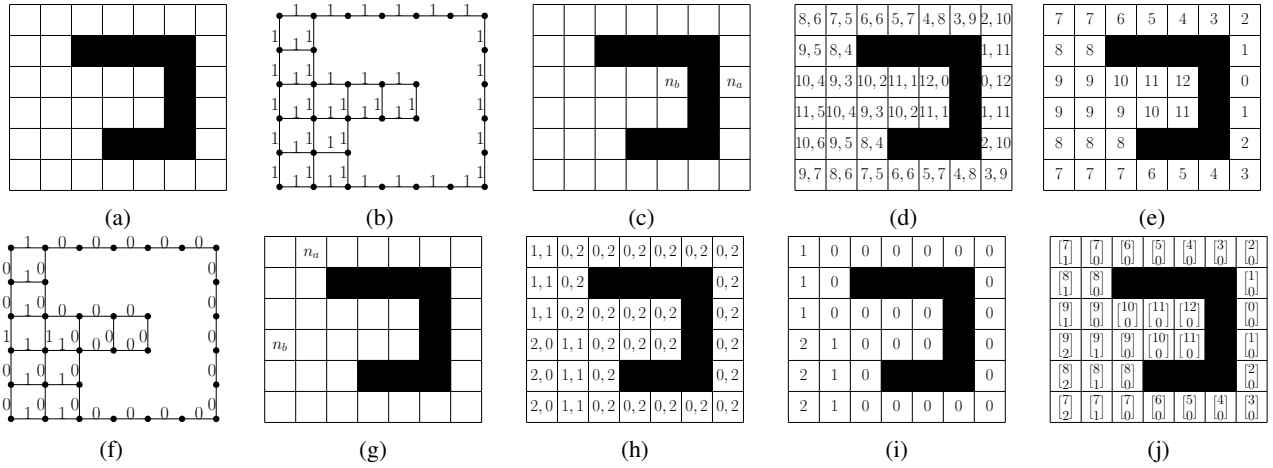 1 1 1 1 1 1
1 1 1
1
1 1 1
1 1 1
1 1 1 1 1 1
1 1 1 1
1 1 1 1
1 1
1 1 1 1
1 1 1 1 1 1
n_b n_a
8, 6 7, 5 6, 6 5, 7 4, 8 3, 9 2, 10
9, 5 8, 4 1, 11
10, 4 9, 3 10, 2 11, 1 12, 0 0, 12
11, 5 10, 4 9, 3 10, 2 11, 1 1, 11
10, 6 9, 5 8, 4 2, 10
9, 7 8, 6 7, 5 6, 6 5, 7 4, 8 3, 9
7 7 6 5 4 3 2
8 8 1
9 9 10 11 12 0
9 9 9 10 11 1
8 8 8 2
7 7 7 6 5 4 3
(a) (b) (c) (d) (e)
1 0 0 0 0 0
0 0 0
1
0 0 0
0 0 0
1 1 0 0 0 0
1 1 0 0
0 0 0 0
1 1
0 0 0 0
1 1 0 0 0 0
n_a
n_b
1, 1 0, 2 0, 2 0, 2 0, 2 0, 2 0, 2
1, 1 0, 2 0, 2
1, 1 0, 2 0, 2 0, 2 0, 2 0, 2
2, 0 1, 1 0, 2 0, 2 0, 2 0, 2
2, 0 1, 1 0, 2 0, 2
2, 0 1, 1 0, 2 0, 2 0, 2 0, 2 0, 2
1 0 0 0 0 0 0
1 0 0
1 0 0 0 0 0
2 1 0 0 0 0
2 1 0 0
2 1 0 0 0 0 0
[7 1] [7 0] [6 0] [5 0] [4 0] [3 0] [2 0]
[8 1] [8 0] [1 0]
[9 1] [9 0] [10 0] [11 0] [12 0] [0 0]
[9 2] [9 1] [9 0] [10 0] [11 0] [1 0]
[8 2] [8 1] [8 0] [2 0]
[7 2] [7 1] [7 0] [6 0] [5 0] [4 0] [3 0]
(f) (g) (h) (i) (j)